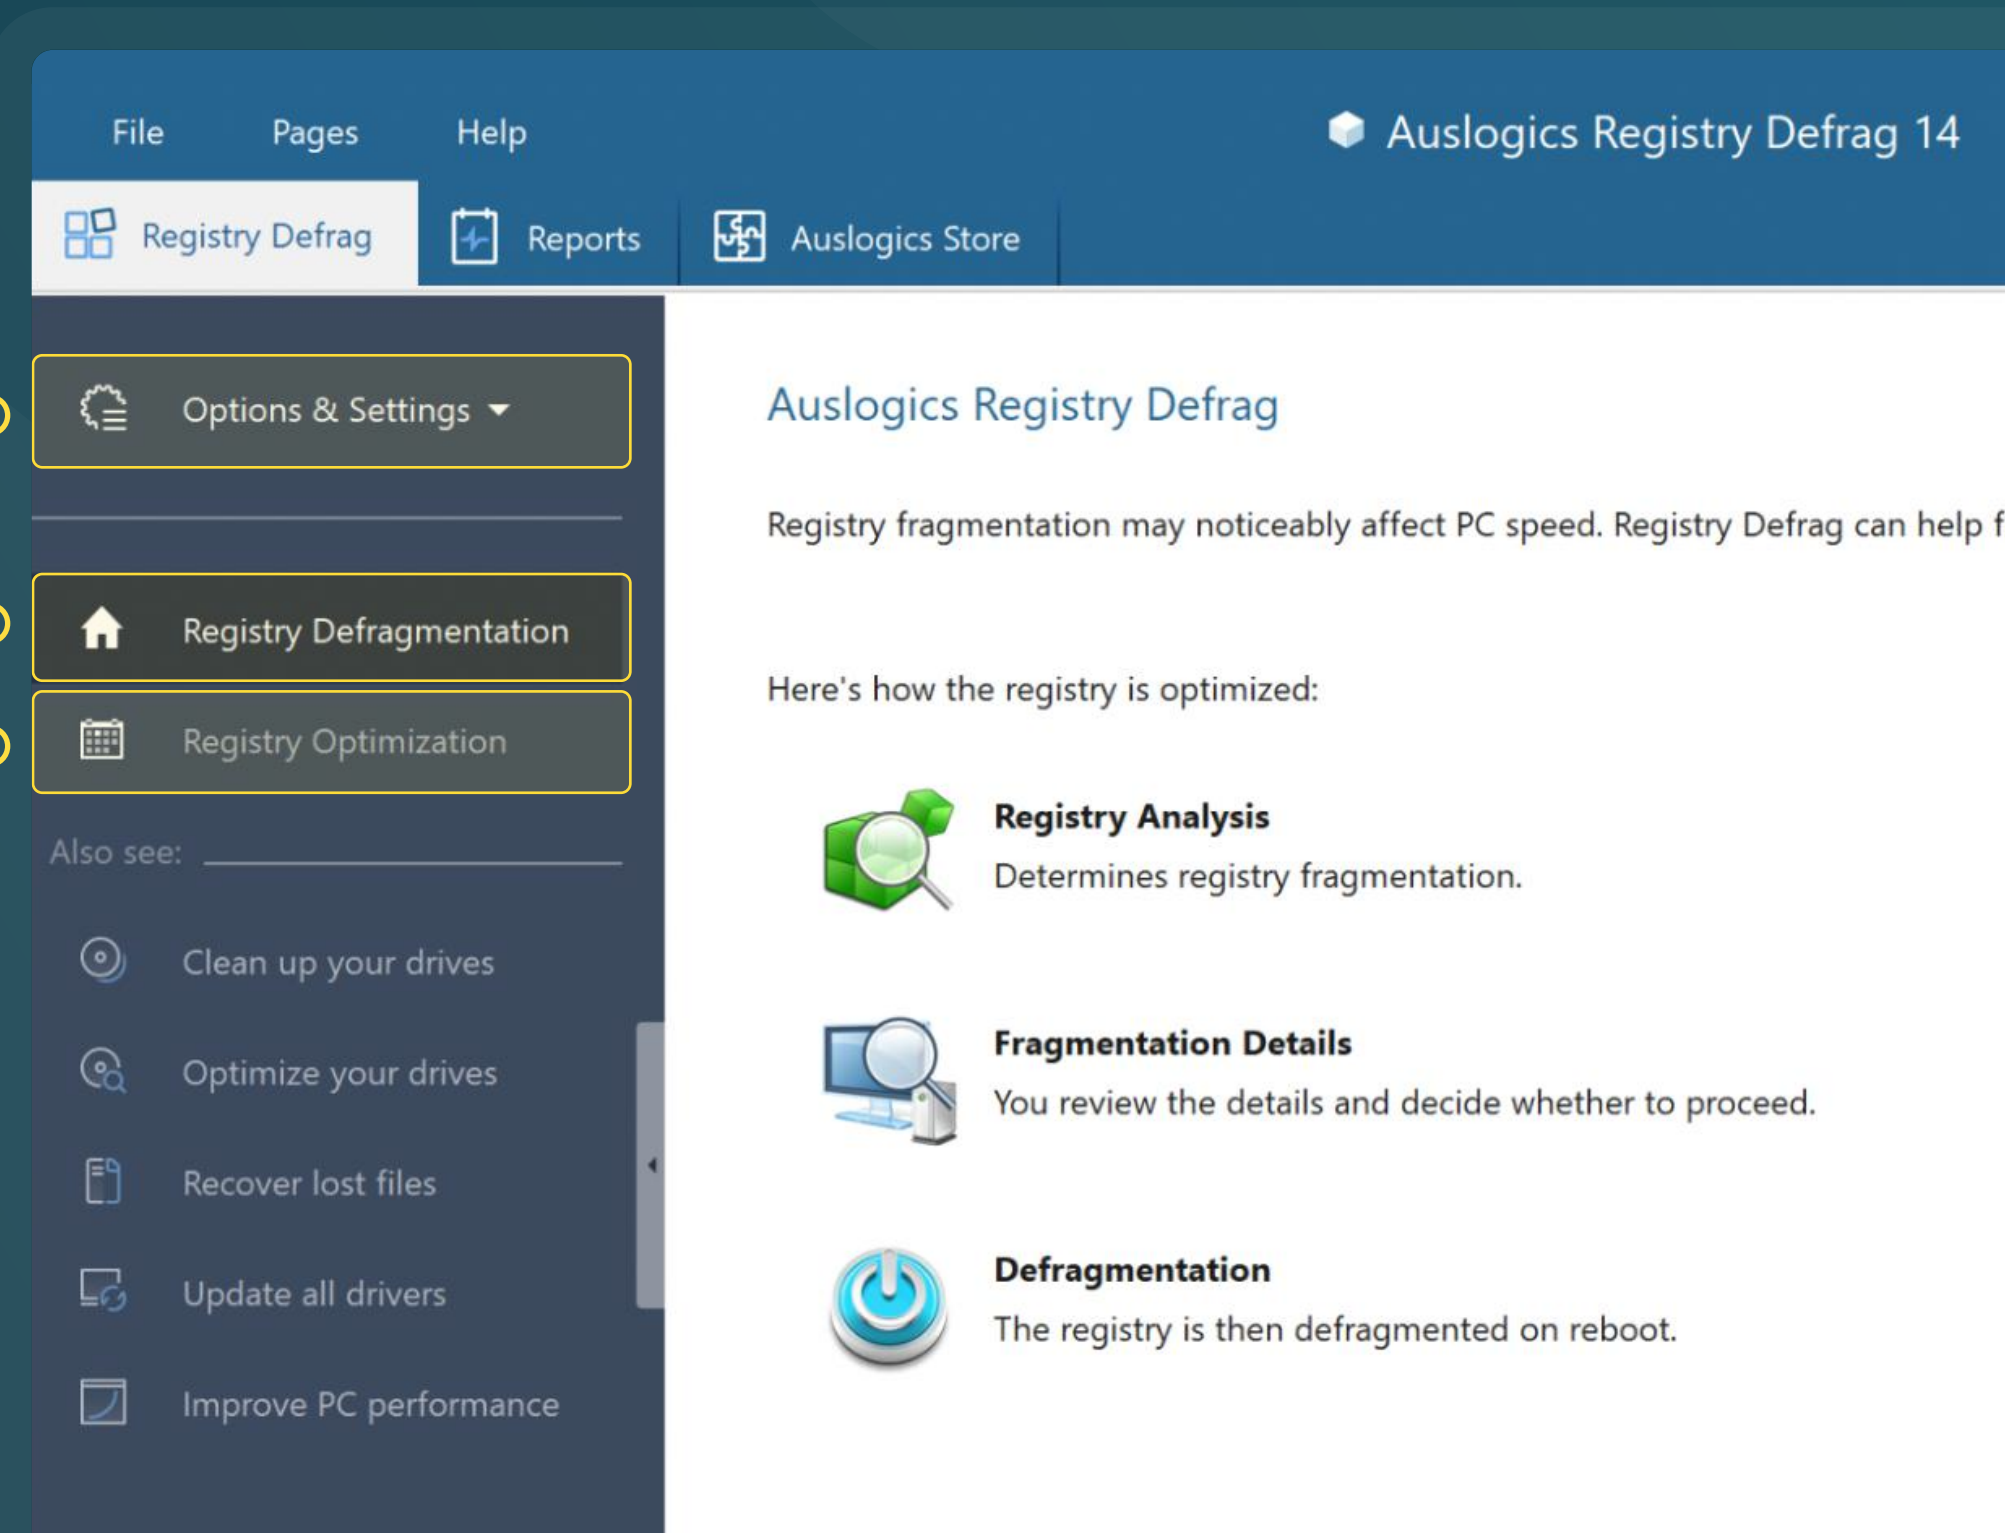 File Pages Help
Auslogics Registry Defrag 14
Registry Defrag Reports Auslogics Store
Options & Settings
Registry Defragmentation
Registry Optimization
Also see:
Clean up your drives
Optimize your drives
Recover lost files
Update all drivers
Improve PC performance
Auslogics Registry Defrag
Registry fragmentation may noticeably affect PC speed. Registry Defrag can help f
Here's how the registry is optimized:
Registry Analysis
Determines registry fragmentation.
Fragmentation Details
You review the details and decide whether to proceed.
Defragmentation
The registry is then defragmented on reboot.